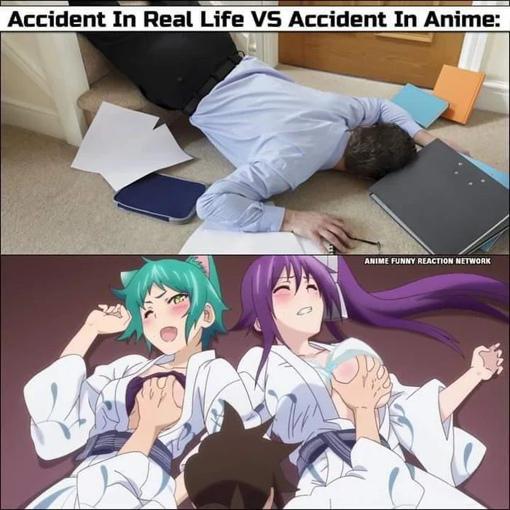 Accident In Real Life VS Accident In Anime:
ANIME FUNNY REACTION NETWORK